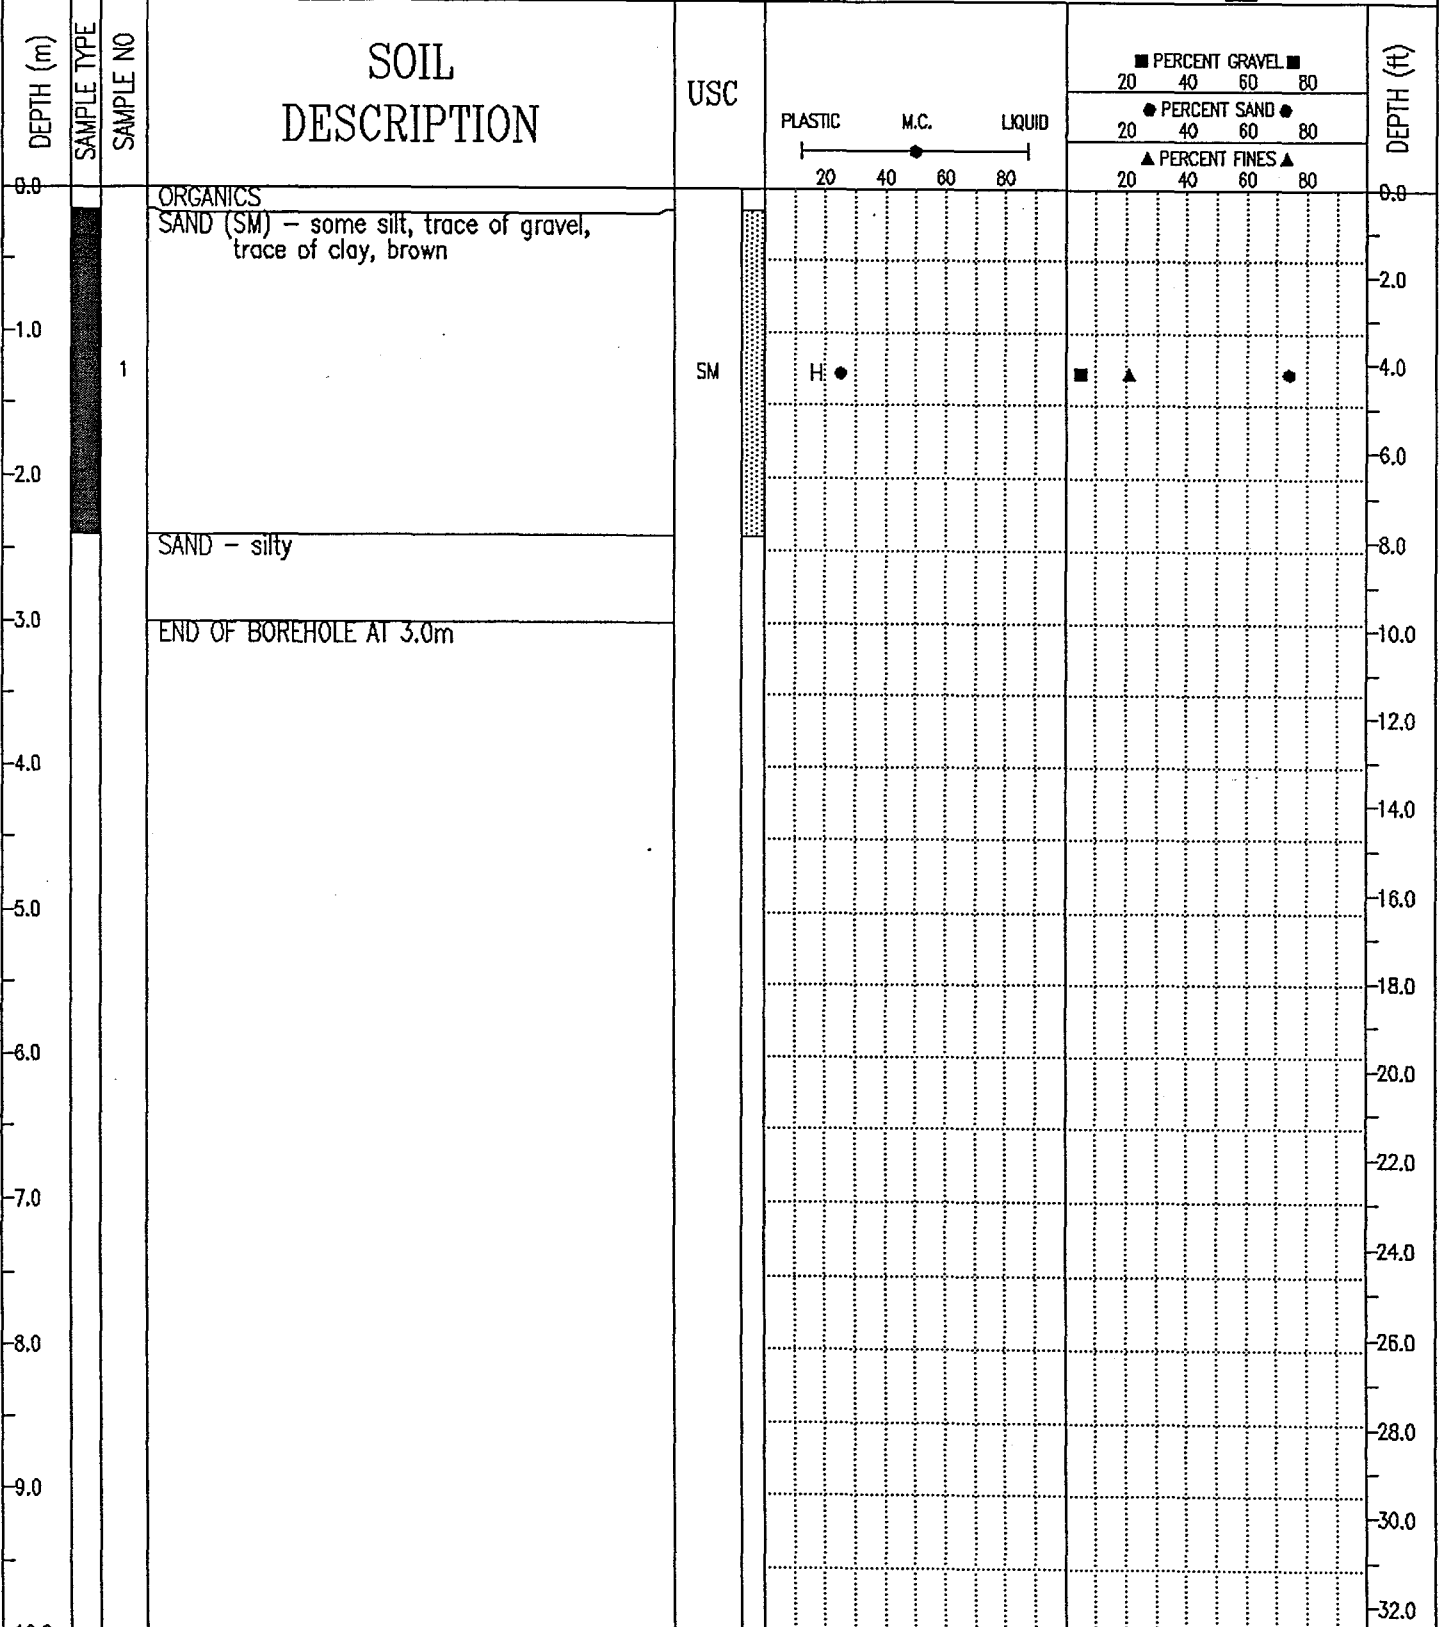 DEPTH (m)
SAMPLE TYPE
SAMPLE NO
SOIL
DESCRIPTION
USC
PLASTIC M.C. LIQUID
20 40 60 80
■ PERCENT GRAVEL ■
20 40 60 80
● PERCENT SAND ●
20 40 60 80
▲ PERCENT FINES ▲
20 40 60 80
DEPTH (ft)
0.0
ORGANICS
0.0
SAND (SM) – some silt, trace of gravel,
trace of clay, brown
2.0
1.0
1
SM
4.0
2.0
6.0
SAND – silty
8.0
3.0
END OF BOREHOLE AT 3.0m
10.0
12.0
4.0
14.0
5.0
16.0
18.0
6.0
20.0
22.0
7.0
24.0
8.0
26.0
28.0
9.0
30.0
32.0